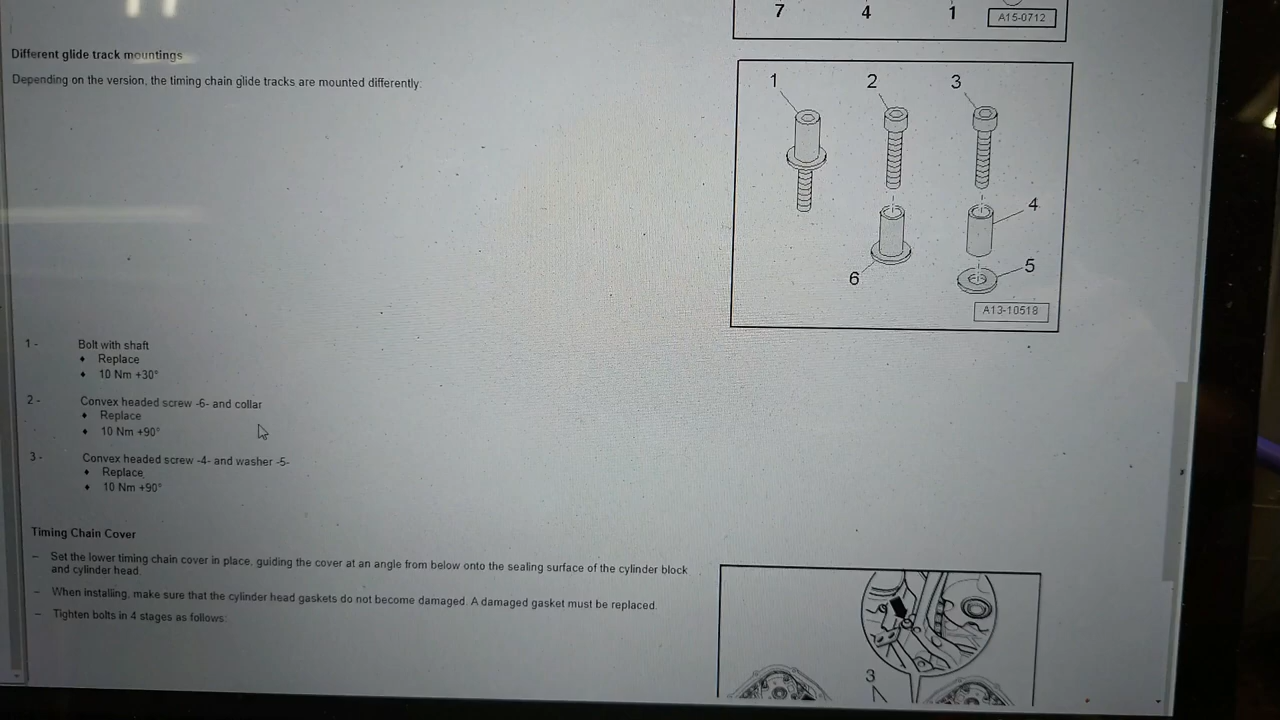 7 4 1
A15-0712
Different glide track mountings
Depending on the version, the timing chain glide tracks are mounted differently:
1 2 3
4
5
6
A13-10518
1 - Bolt with shaft
♦ Replace
♦ 10 Nm +30°
2 - Convex headed screw -6- and collar
♦ Replace
♦ 10 Nm +90°
3 - Convex headed screw -4- and washer -5-
♦ Replace
♦ 10 Nm +90°
Timing Chain Cover
– Set the lower timing chain cover in place, guiding the cover at an angle from below onto the sealing surface of the cylinder block
and cylinder head.
– When installing, make sure that the cylinder head gaskets do not become damaged. A damaged gasket must be replaced.
– Tighten bolts in 4 stages as follows:
3